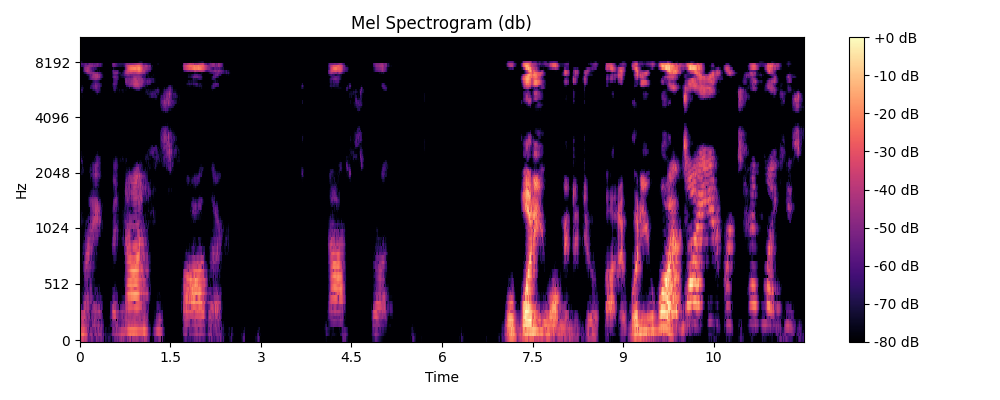 Mel Spectrogram (db)
8192
4096
2048
1024
512
0
Hz
0 1.5 3 4.5 6 7.5 9 10
Time
+0 dB
-10 dB
-20 dB
-30 dB
-40 dB
-50 dB
-60 dB
-70 dB
-80 dB